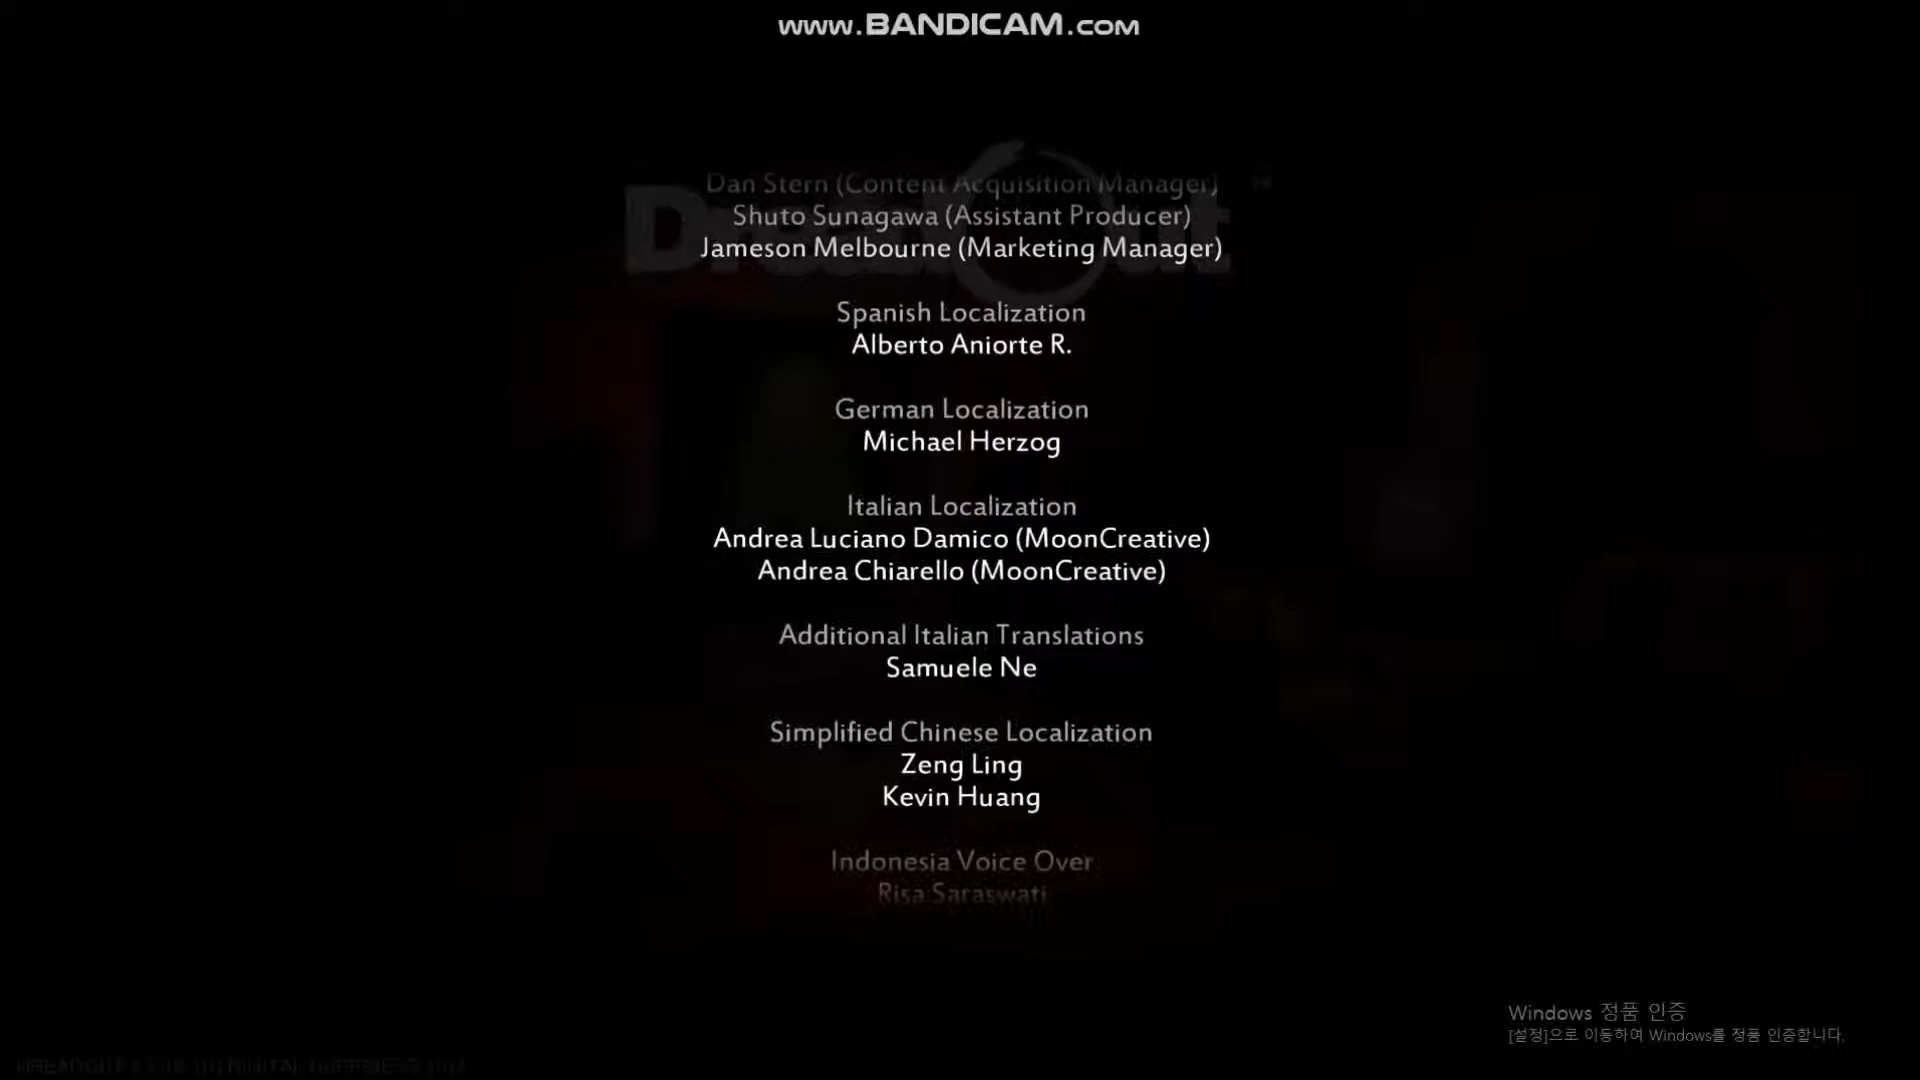 www.BANDICAM.COM
DreadOut
Dan Stern (Content Acquisition Manager)
Shuto Sunagawa (Assistant Producer)
Jameson Melbourne (Marketing Manager)
Spanish Localization
Alberto Aniorte R.
German Localization
Michael Herzog
Italian Localization
Andrea Luciano Damico (MoonCreative)
Andrea Chiarello (MoonCreative)
Additional Italian Translations
Samuele Ne
Simplified Chinese Localization
Zeng Ling
Kevin Huang
Indonesia Voice Over
Risa Saraswati
Windows 정품 인증
[설정]으로 이동하여 Windows를 정품 인증합니다.